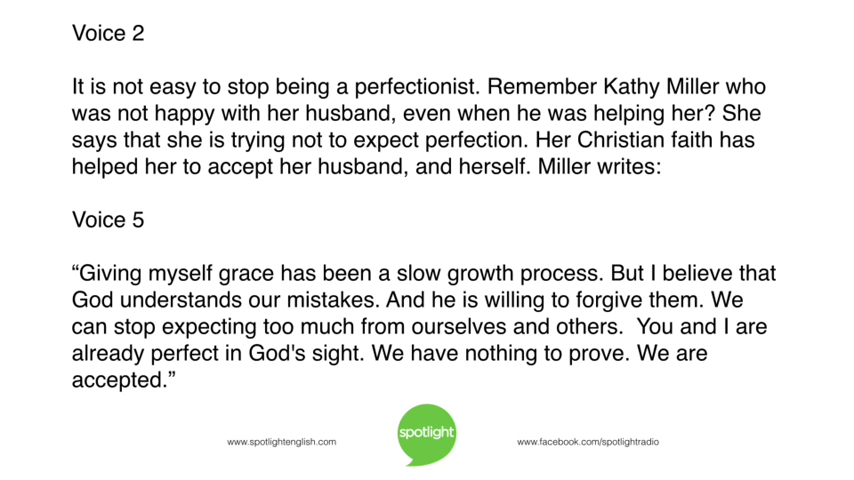 Voice 2
It is not easy to stop being a perfectionist. Remember Kathy Miller who
was not happy with her husband, even when he was helping her? She
says that she is trying not to expect perfection. Her Christian faith has
helped her to accept her husband, and herself. Miller writes:
Voice 5
“Giving myself grace has been a slow growth process. But I believe that
God understands our mistakes. And he is willing to forgive them. We
can stop expecting too much from ourselves and others.  You and I are
already perfect in God's sight. We have nothing to prove. We are
accepted.”
www.spotlightenglish.com
spotlight
www.facebook.com/spotlightradio